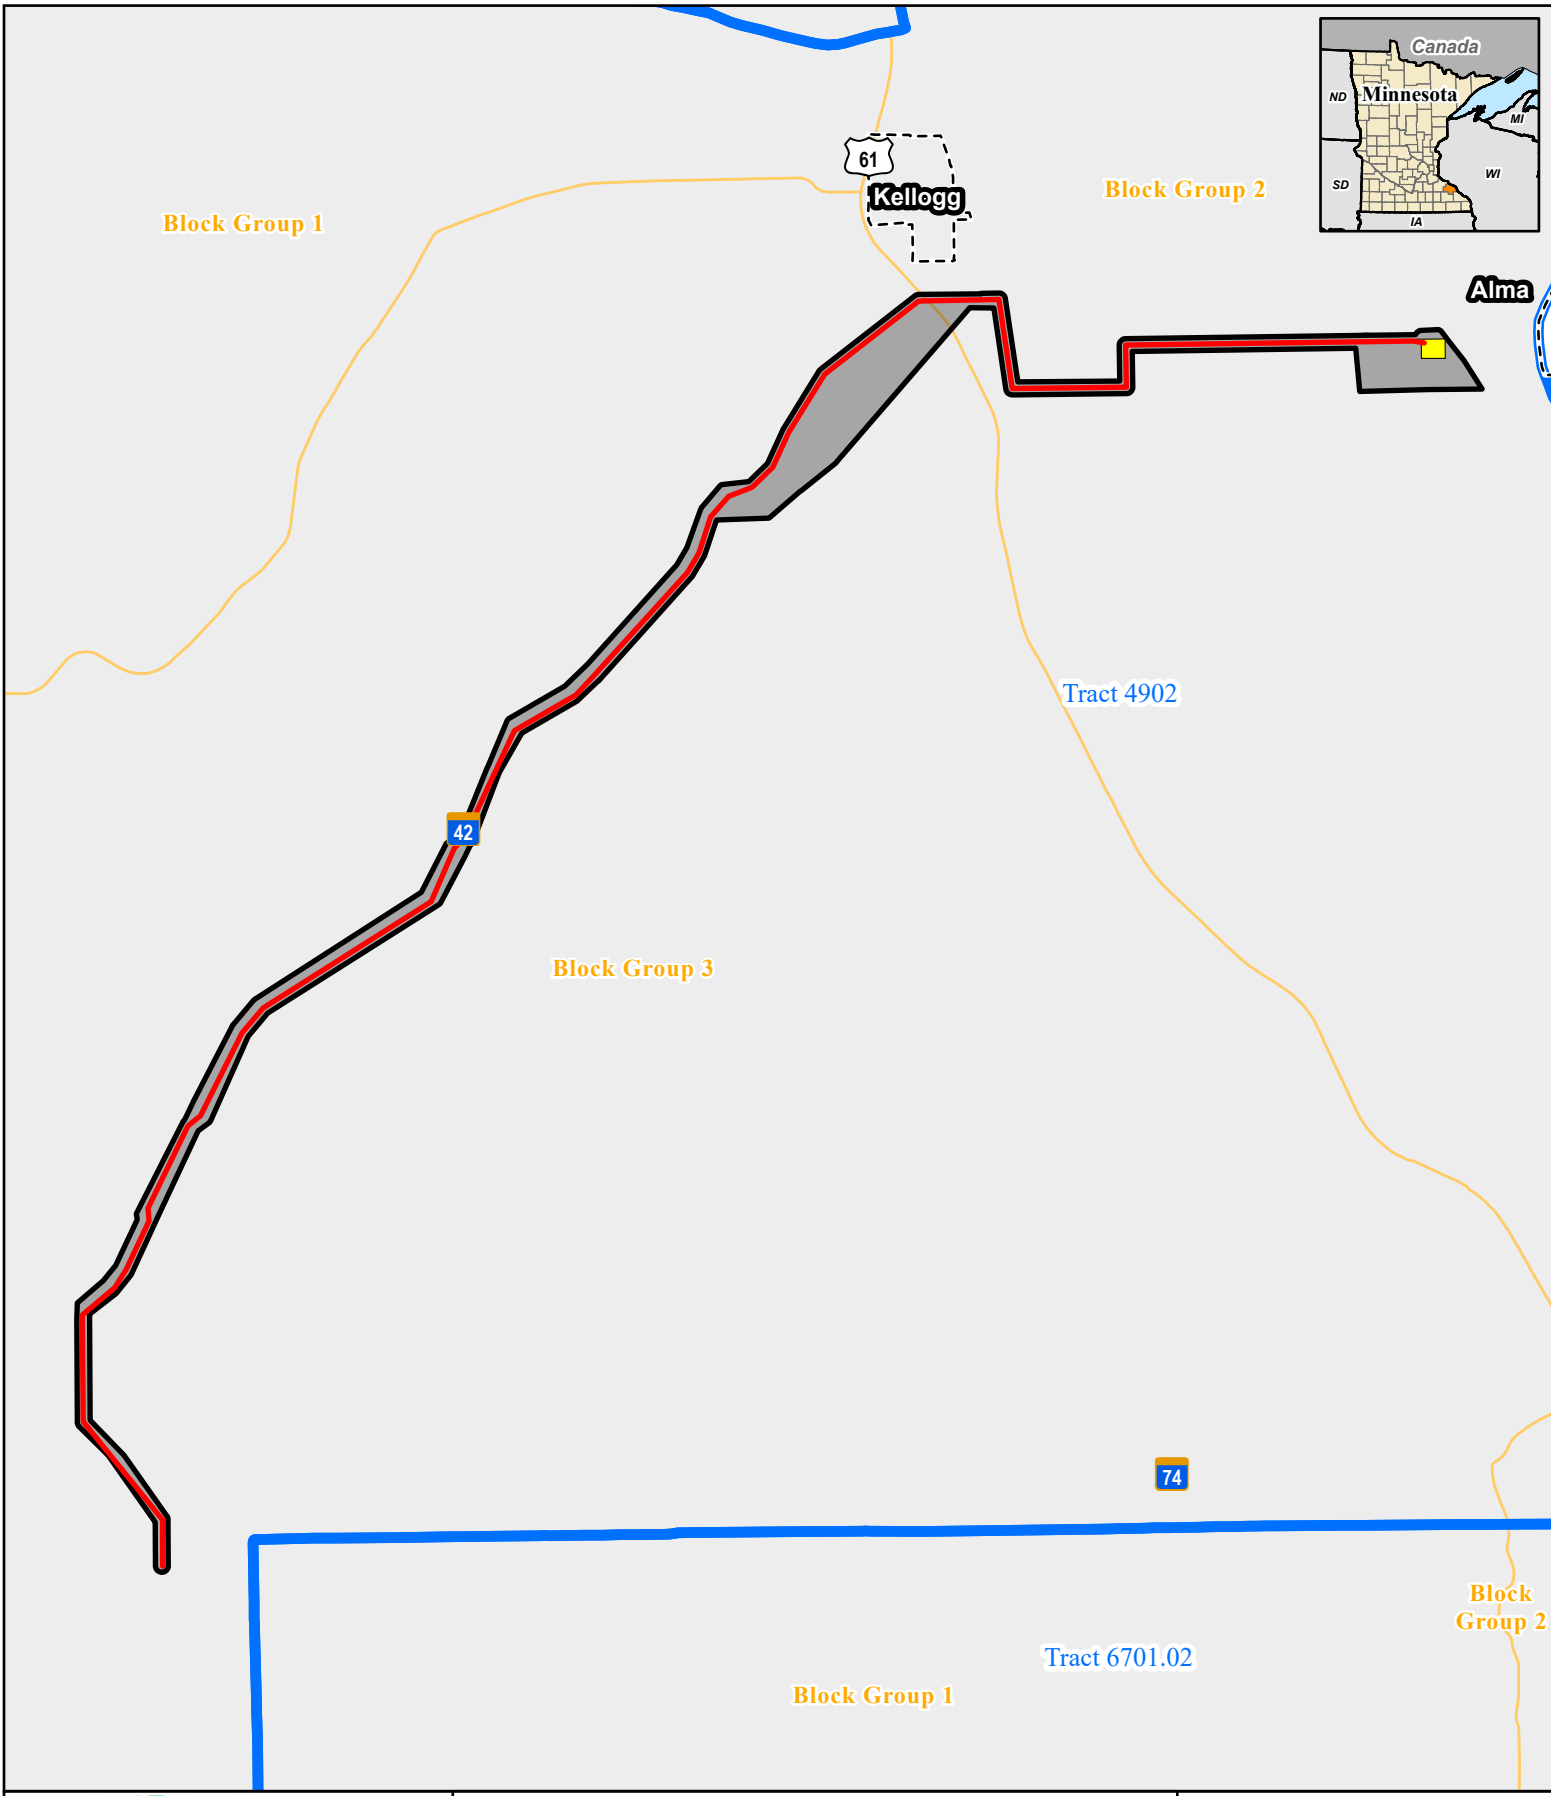 Canada
ND
Minnesota
MI
SD
WI
IA
61
Kellogg
Block Group 2
Block Group 1
Alma
Tract 4902
42
Block Group 3
74
Block
Group 2
Tract 6701.02
Block Group 1